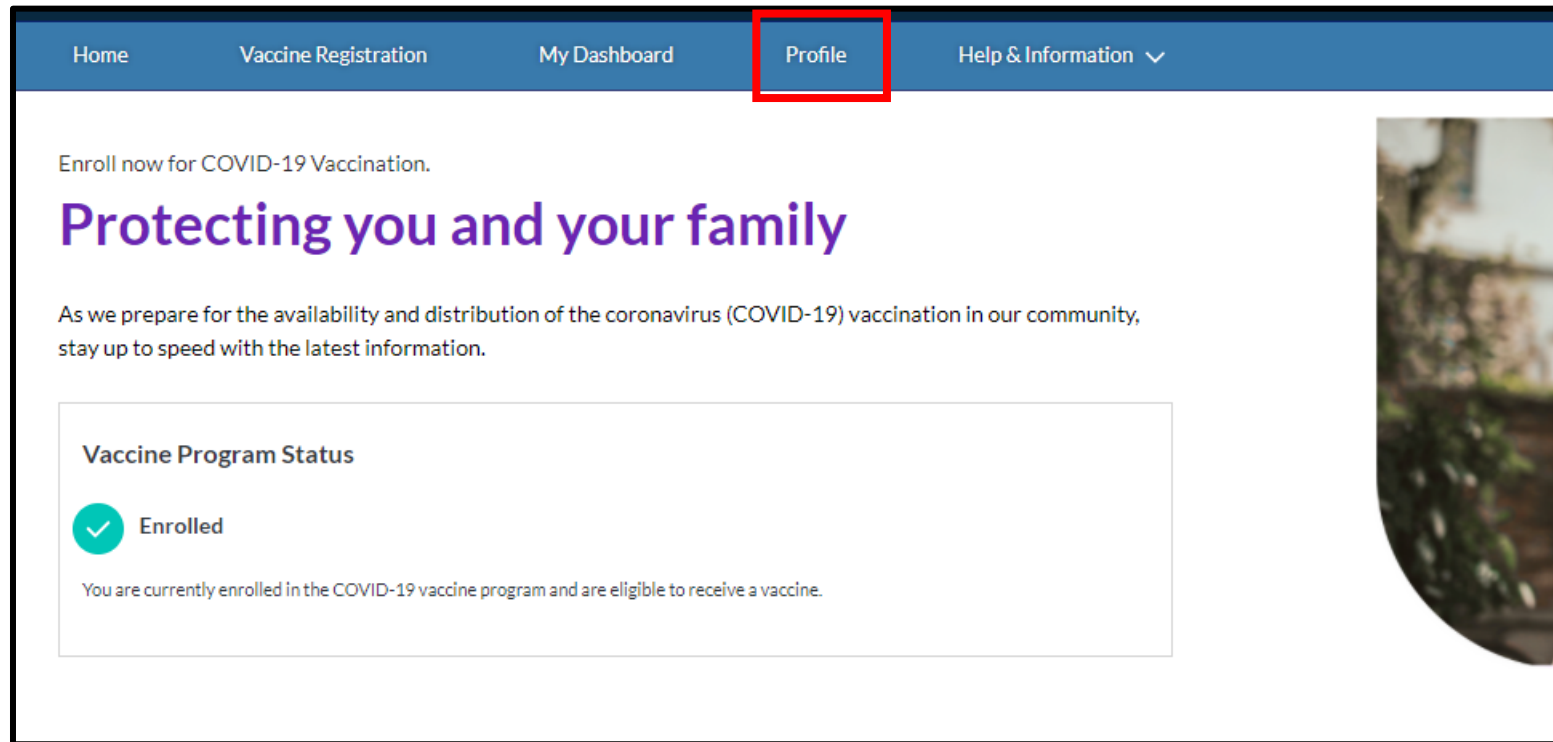 Home Vaccine Registration My Dashboard Profile Help & Information
Enroll now for COVID-19 Vaccination.
Protecting you and your family
As we prepare for the availability and distribution of the coronavirus (COVID-19) vaccination in our community,
stay up to speed with the latest information.
Vaccine Program Status
Enrolled
You are currently enrolled in the COVID-19 vaccine program and are eligible to receive a vaccine.